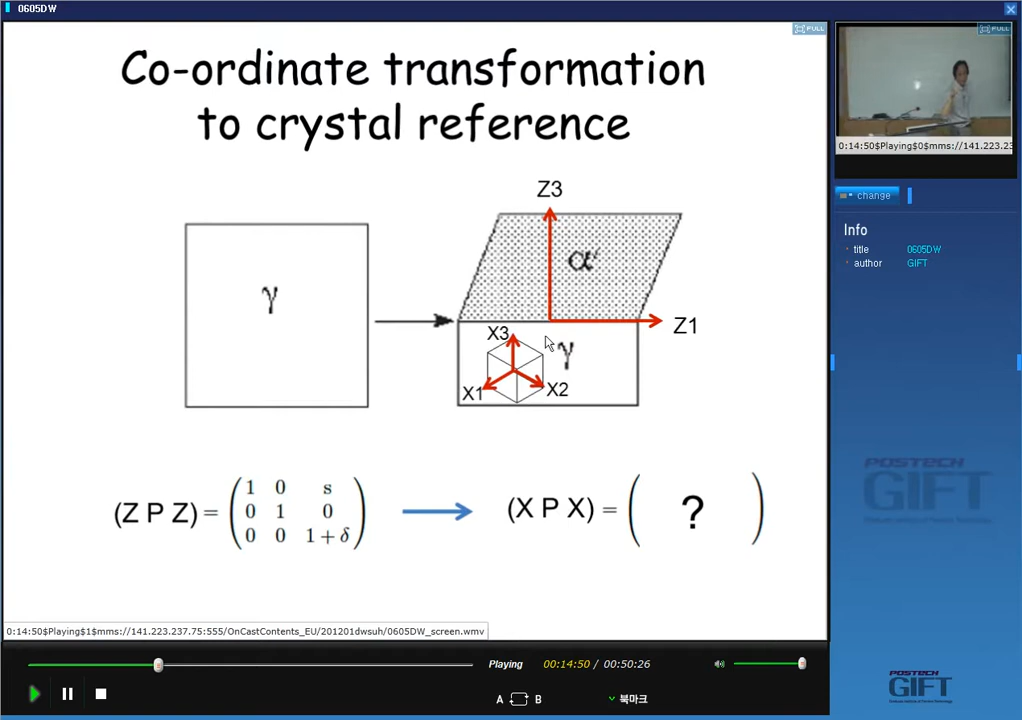 0605DW
FULL
Co-ordinate transformation
to crystal reference
Z3
α'
γ
Z1
X3
γ
X1
X2
(Z P Z) = ( 1 0 s
0 1 0
0 0 1 + δ )
(X P X) = ( ? )
0:14:50$Playing$1$mms://141.223.237.75:555/OnCastContents_EU/201201dwsuh/0605DW_screen.wmv
Playing
00:14:50 / 00:50:26
A B
북마크
FULL
0:14:50$Playing$0$mms://141.223.23
change
Info
title 0605DW
author GIFT
POSTECH
GIFT
POSTECH
GIFT